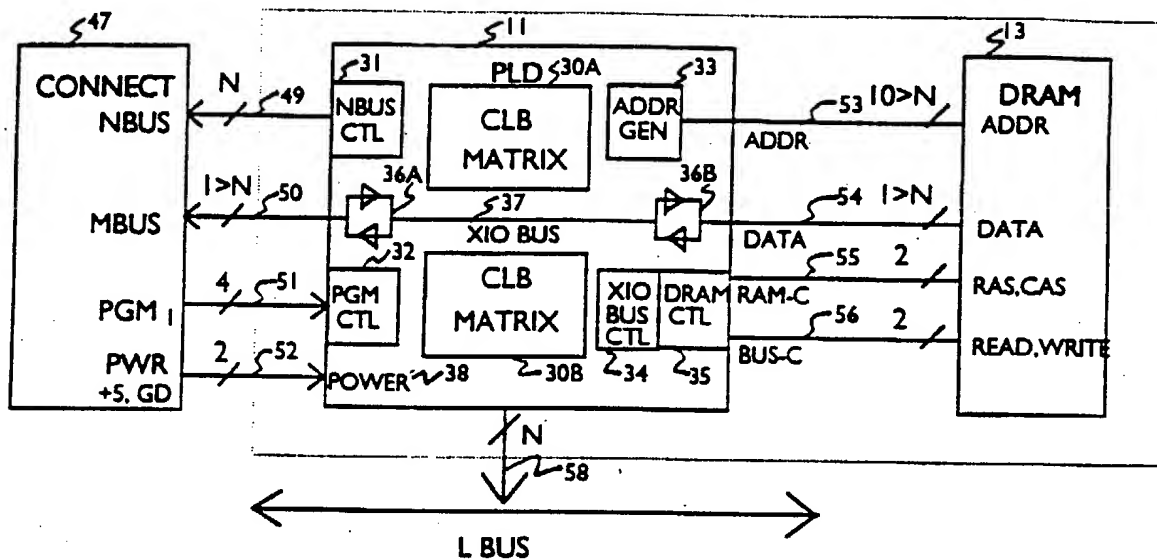 47
CONNECT
NBUS
MBUS
PGM 1
PWR
+5, GD
N
49
1>N
50
4
51
2
52
11
31
NBUS
CTL
PLD
30A
CLB
MATRIX
33
ADDR
GEN
36A
37
XIO BUS
36B
32
PGM
CTL
CLB
MATRIX
30B
XIO
BUS
CTL
34
DRAM
CTL
35
POWER
38
ADDR
53
10>N
DATA
54
1>N
RAM-C
55
2
BUS-C
56
2
13
DRAM
ADDR
DATA
RAS,CAS
READ,WRITE
N
58
L BUS